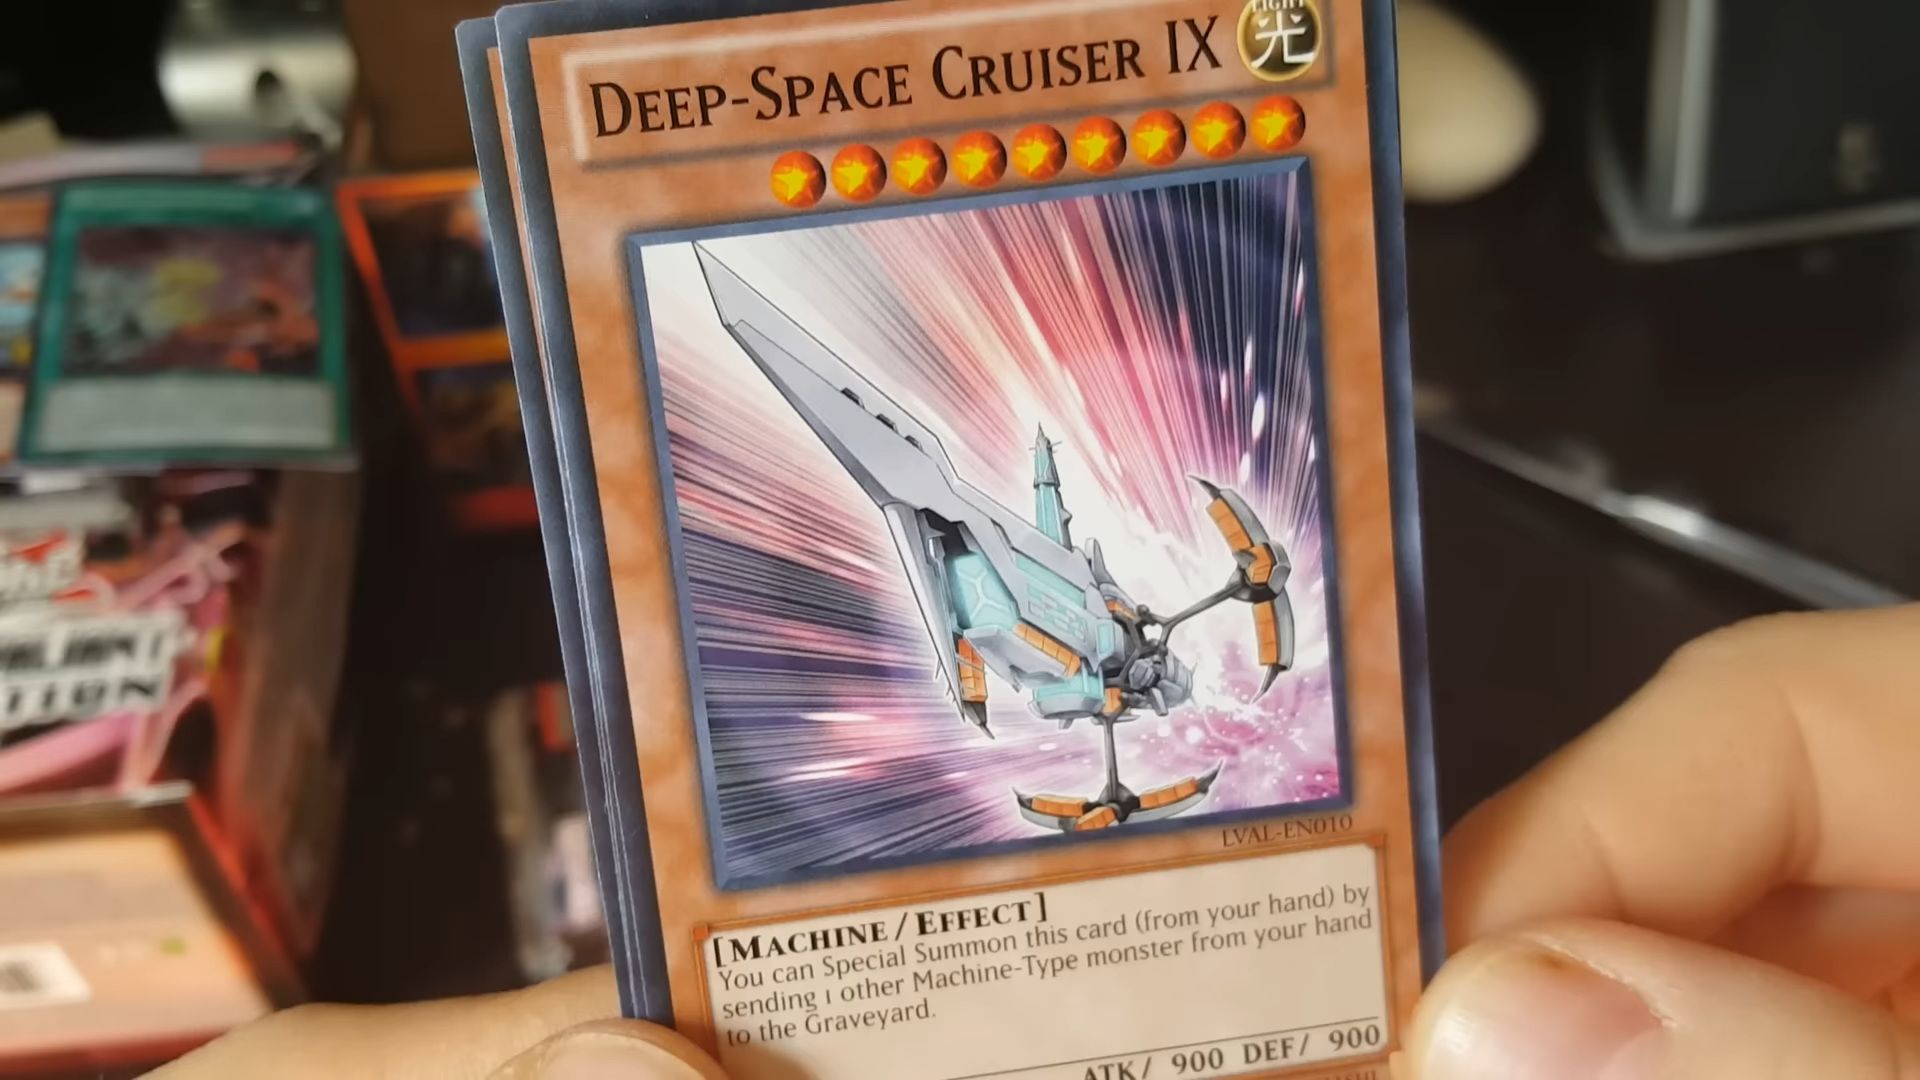 DEEP-SPACE CRUISER IX
LIGHT
光
LVAL-EN010
[MACHINE / EFFECT]
You can Special Summon this card (from your hand) by
sending 1 other Machine-Type monster from your hand
to the Graveyard.
ATK/ 900 DEF/ 900